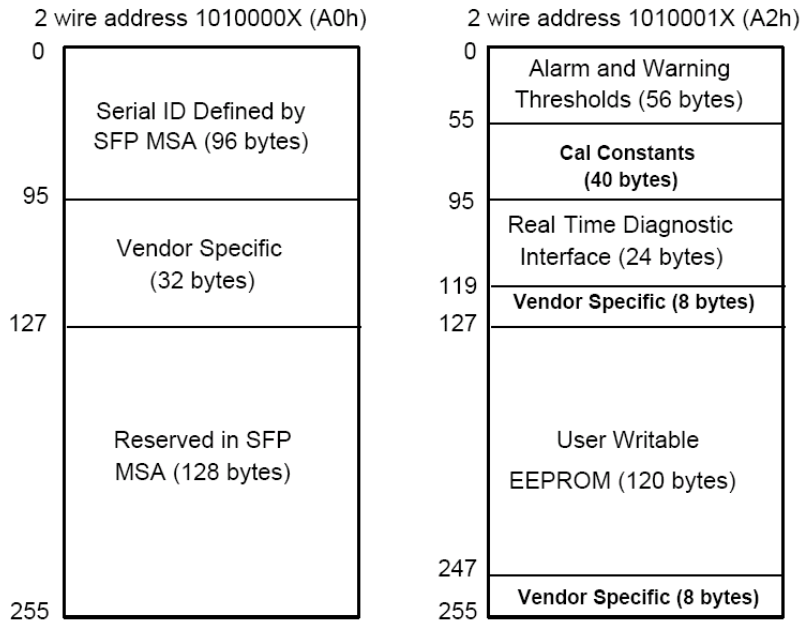 2 wire address 1010000X (A0h)
0
Serial ID Defined by
SFP MSA (96 bytes)
95
Vendor Specific
(32 bytes)
127
Reserved in SFP
MSA (128 bytes)
255
2 wire address 1010001X (A2h)
0
Alarm and Warning
Thresholds (56 bytes)
55
Cal Constants
(40 bytes)
95
Real Time Diagnostic
Interface (24 bytes)
119
Vendor Specific (8 bytes)
127
User Writable
EEPROM (120 bytes)
247
Vendor Specific (8 bytes)
255